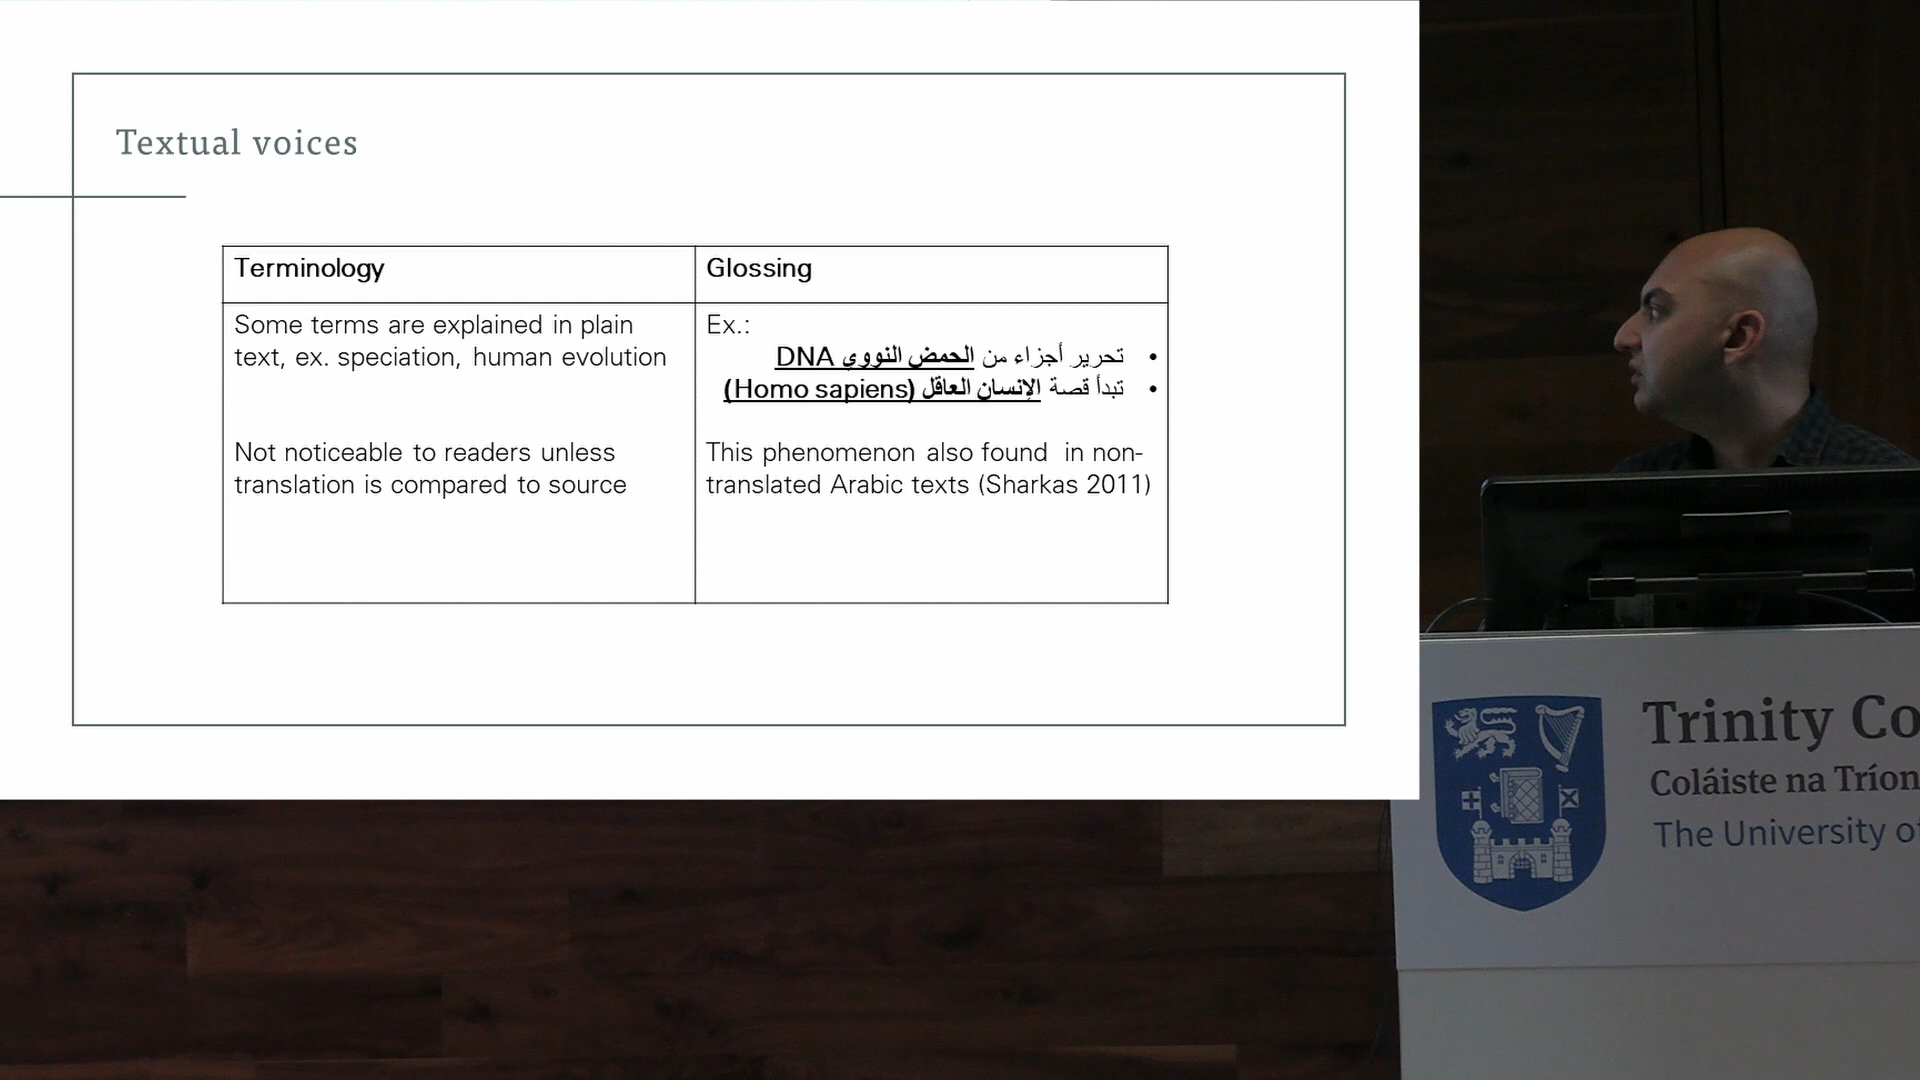 Textual voices
Terminology
Glossing
Some terms are explained in plain
text, ex. speciation, human evolution
Not noticeable to readers unless
translation is compared to source
Ex.:
• تحرير أجزاء من الحمض النووي DNA
• تبدأ قصة الإنسان العاقل (Homo sapiens)
This phenomenon also found in non-
translated Arabic texts (Sharkas 2011)
Trinity Co
Coláiste na Tríon
The University o